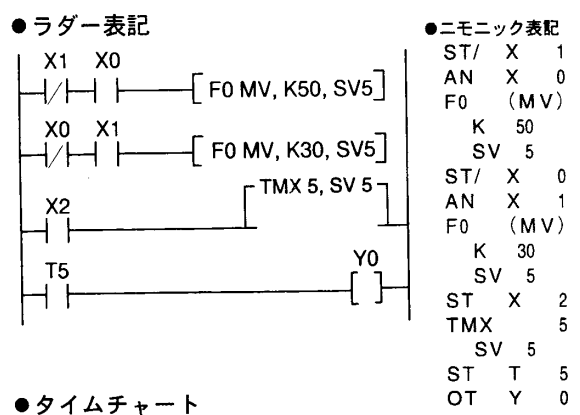 ●ラダー表記
X1 X0
F0 MV, K50, SV5
X0 X1
F0 MV, K30, SV5
TMX 5, SV 5
X2
T5
Y0
●ニモニック表記
ST/ X 1
AN X 0
F0 (MV)
K 50
SV 5
ST/ X 0
AN X 1
F0 (MV)
K 30
SV 5
ST X 2
TMX 5
SV 5
ST T 5
OT Y 0
●タイムチャート